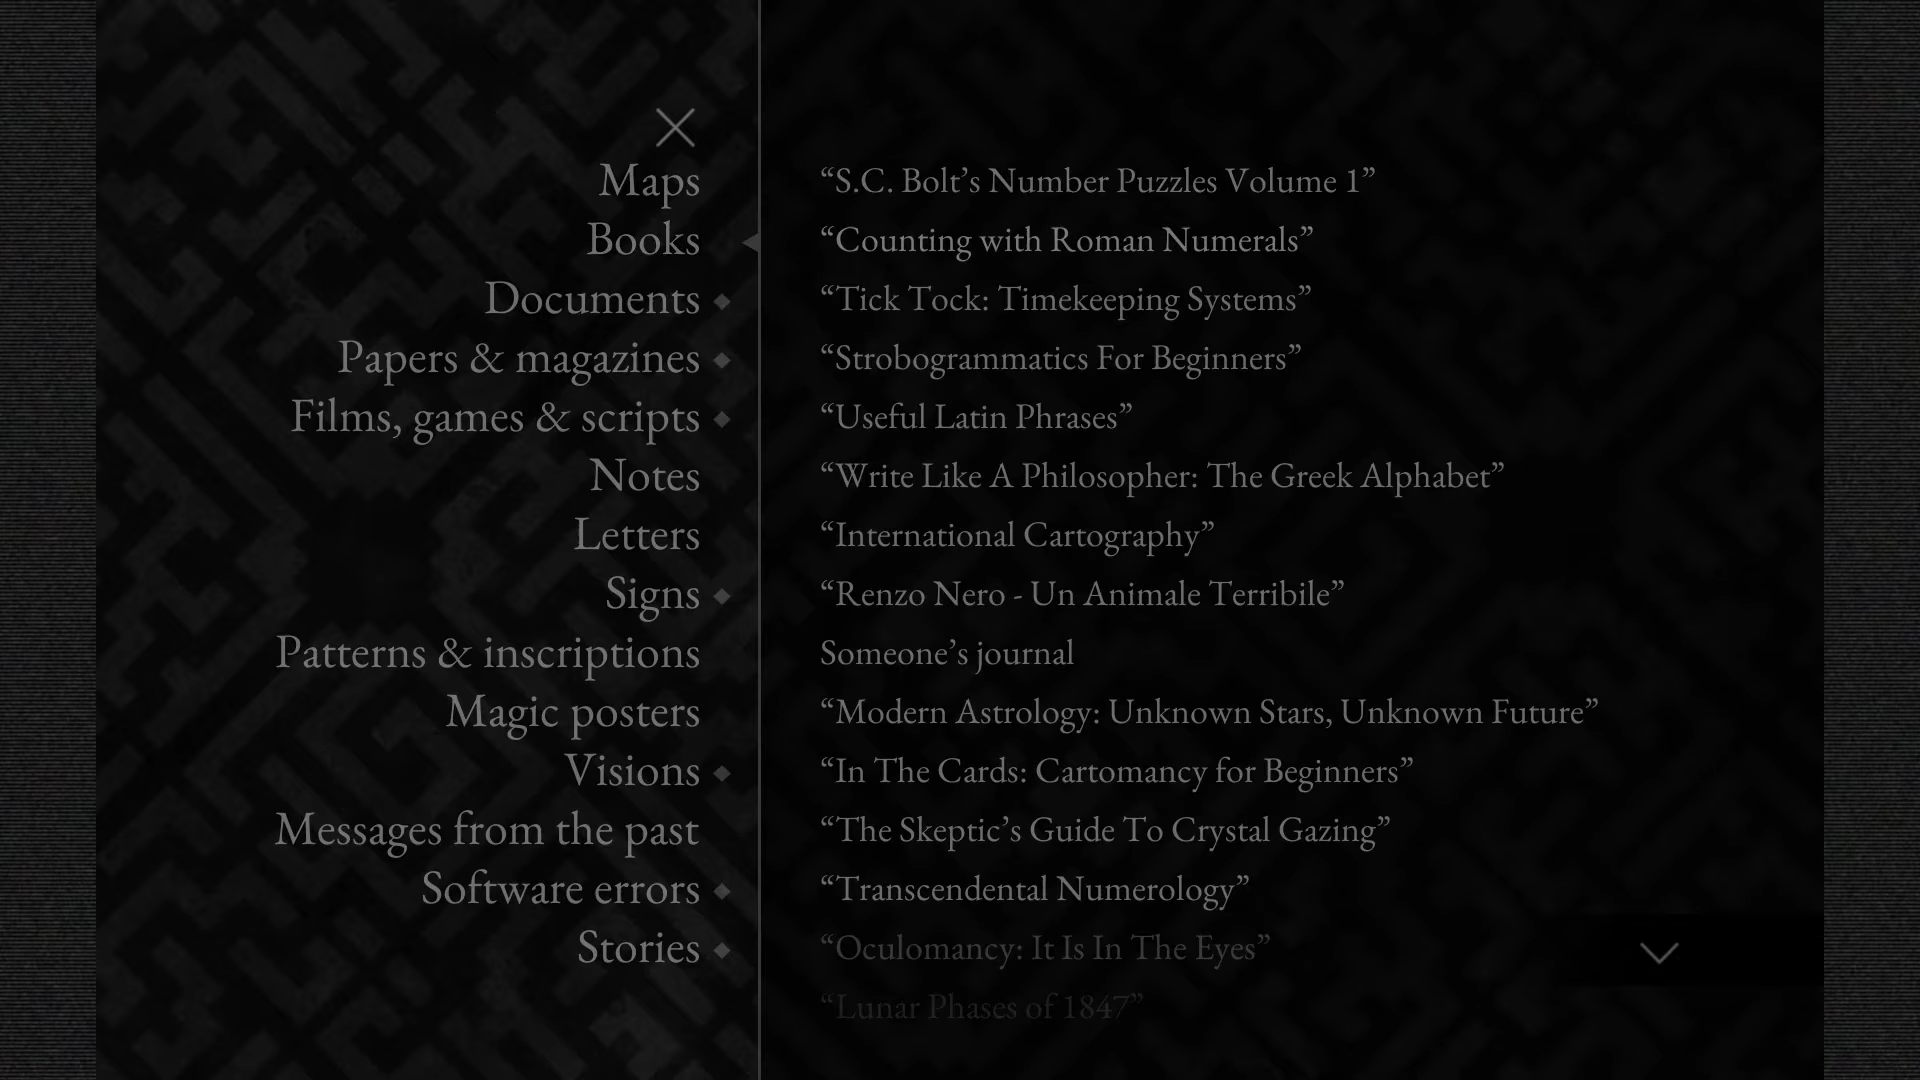 Maps
Books
Documents
Papers & magazines
Films, games & scripts
Notes
Letters
Signs
Patterns & inscriptions
Magic posters
Visions
Messages from the past
Software errors
Stories
“S.C. Bolt’s Number Puzzles Volume 1”
“Counting with Roman Numerals”
“Tick Tock: Timekeeping Systems”
“Strobogrammatics For Beginners”
“Useful Latin Phrases”
“Write Like A Philosopher: The Greek Alphabet”
“International Cartography”
“Renzo Nero - Un Animale Terribile”
Someone’s journal
“Modern Astrology: Unknown Stars, Unknown Future”
“In The Cards: Cartomancy for Beginners”
“The Skeptic’s Guide To Crystal Gazing”
“Transcendental Numerology”
“Oculomancy: It Is In The Eyes”
“Lunar Phases of 1847”